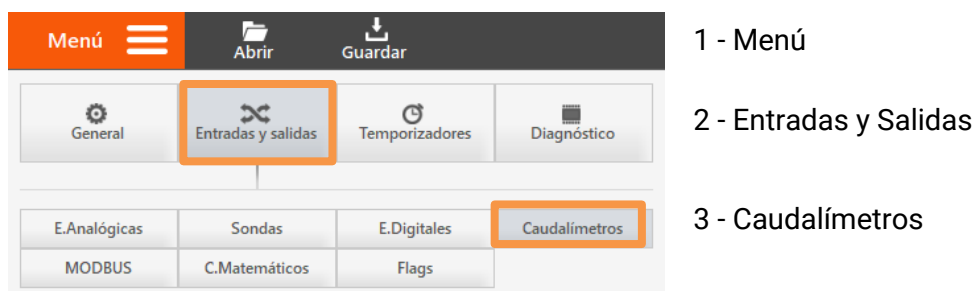 Menú
Abrir
Guardar
1 - Menú
General
Entradas y salidas
Temporizadores
Diagnóstico
2 - Entradas y Salidas
E.Analógicas
Sondas
E.Digitales
Caudalímetros
3 - Caudalímetros
MODBUS
C.Matemáticos
Flags